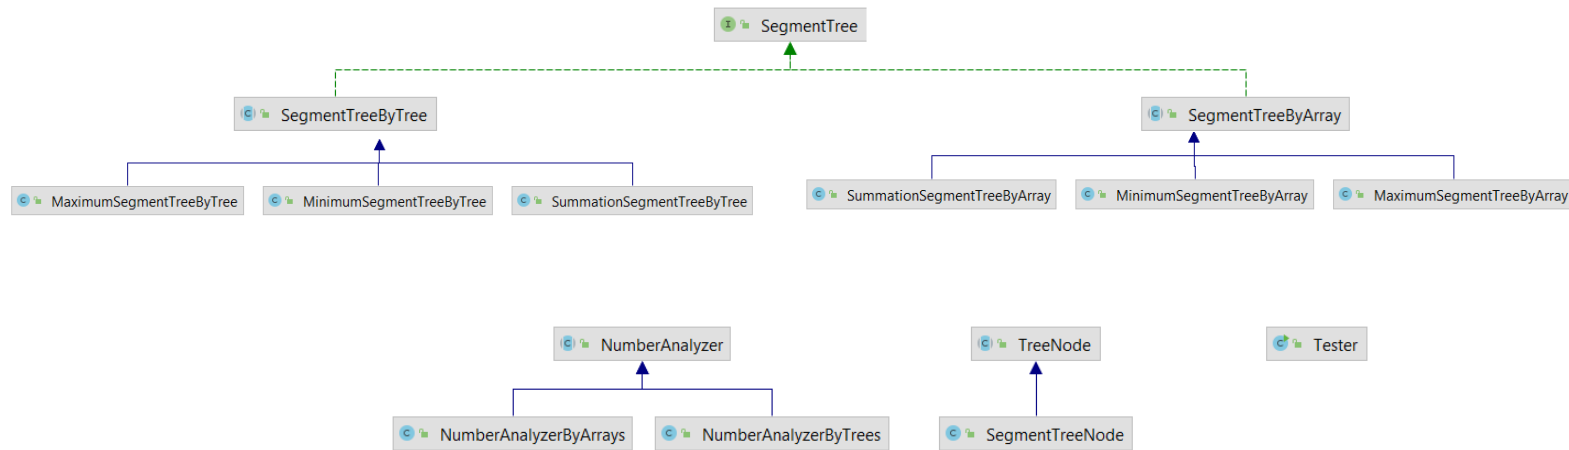 I SegmentTree
C SegmentTreeByTree
C SegmentTreeByArray
C MaximumSegmentTreeByTree
C MinimumSegmentTreeByTree
C SummationSegmentTreeByTree
C SummationSegmentTreeByArray
C MinimumSegmentTreeByArray
C MaximumSegmentTreeByArray
C NumberAnalyzer
C TreeNode
C Tester
C NumberAnalyzerByArrays
C NumberAnalyzerByTrees
C SegmentTreeNode